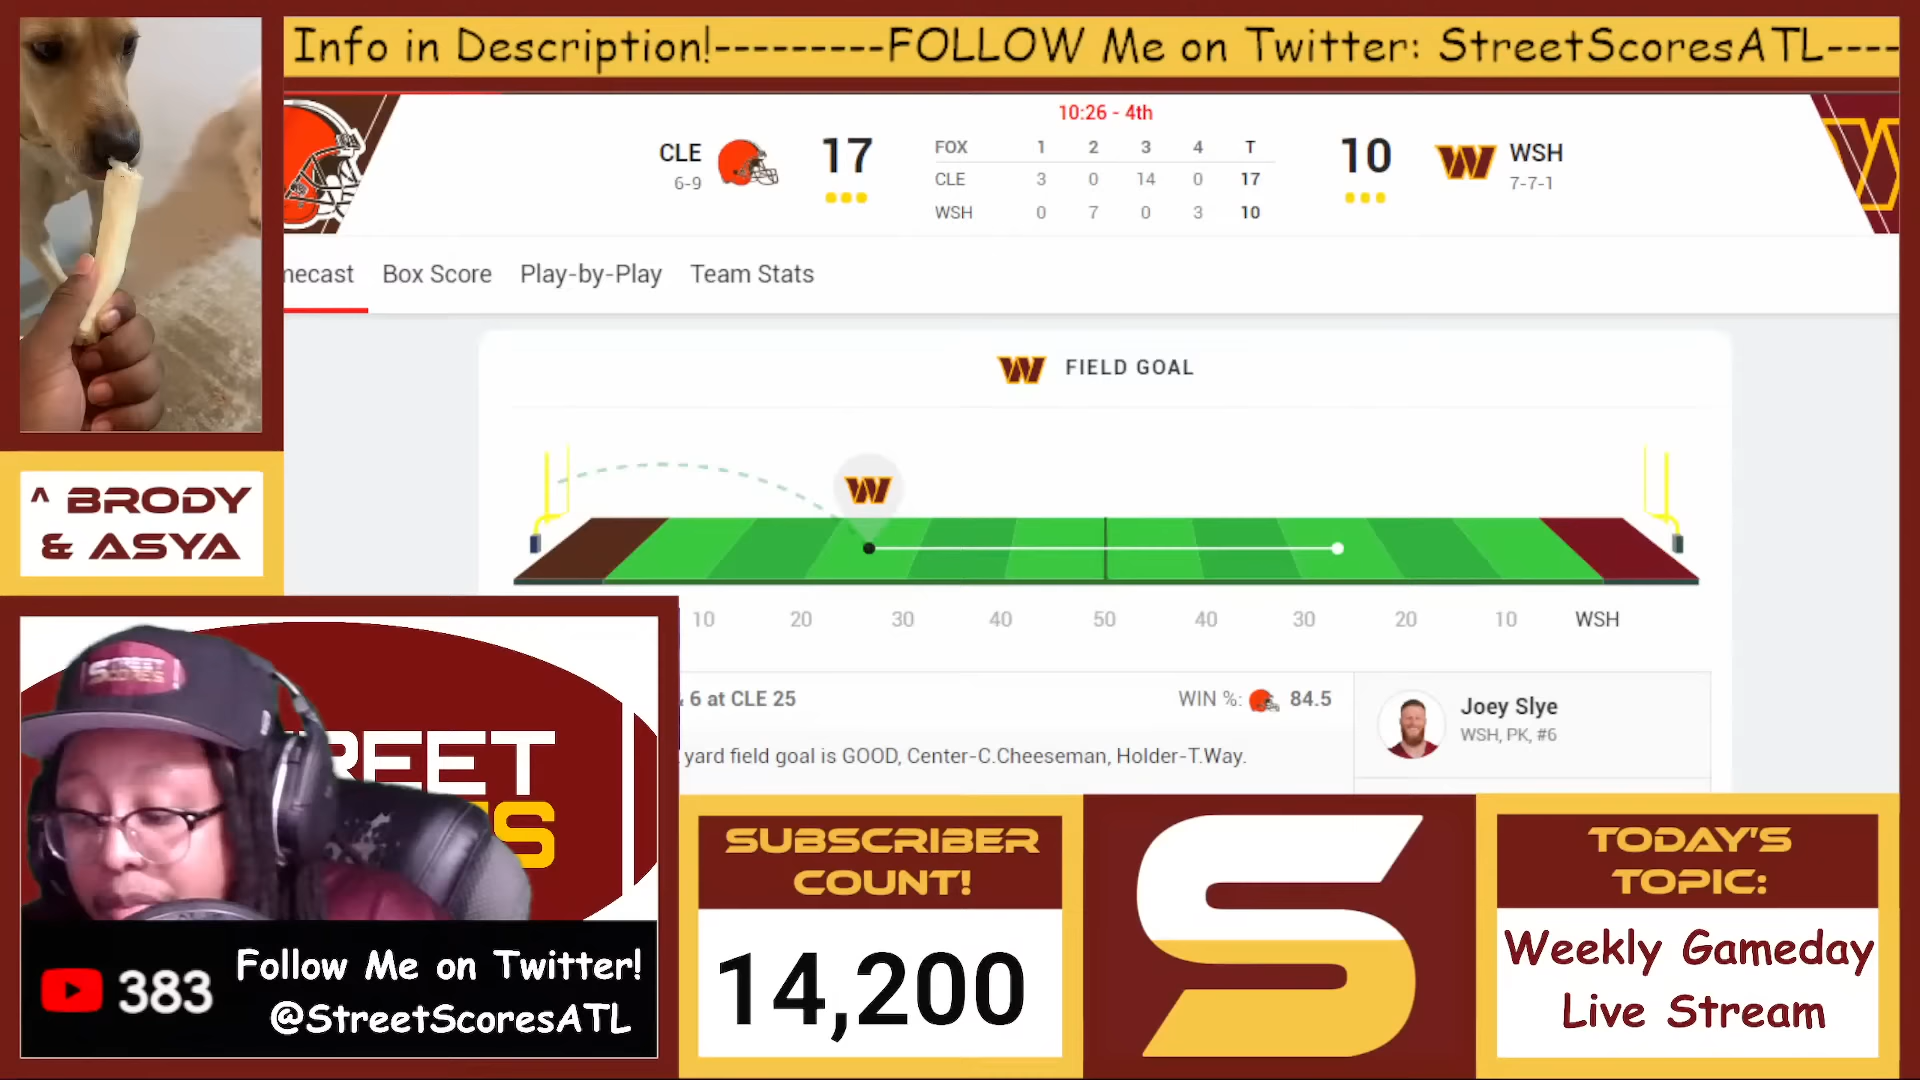 Info in Description!---------FOLLOW Me on Twitter: StreetScoresATL----
10:26 - 4th
CLE
6-9
17
FOX 1 2 3 4 T
CLE 3 0 14 0 17
WSH 0 7 0 3 10
10
WSH
7-7-1
necast Box Score Play-by-Play Team Stats
W FIELD GOAL
W
10 20 30 40 50 40 30 20 10 WSH
& 6 at CLE 25
WIN %: 84.5
yard field goal is GOOD, Center-C.Cheeseman, Holder-T.Way.
Joey Slye
WSH, PK, #6
^ BRODY
& ASYA
STREET
SCORES
REET
S
383
Follow Me on Twitter!
@StreetScoresATL
SUBSCRIBER
COUNT!
14,200
S
TODAY'S
TOPIC:
Weekly Gameday
Live Stream